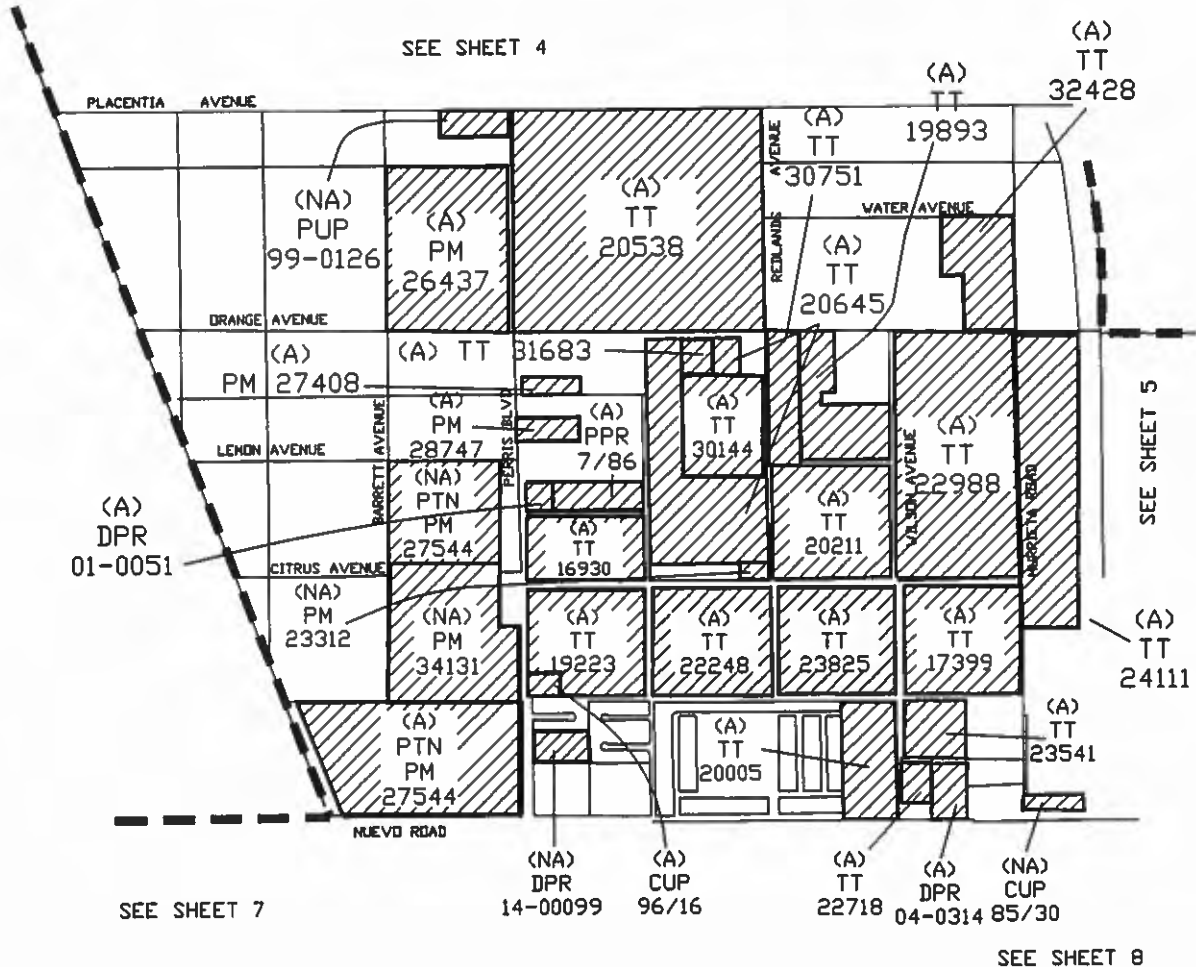 SEE SHEET 4
(A)
TT
32428
(A)
TT
19893
PLACENTIA AVENUE
(A)
TT
30751
REDLANDS AVENUE
WATER AVENUE
(NA)
PUP
99-0126
(A)
PM
26437
(A)
TT
20538
(A)
TT
20645
ORANGE AVENUE
(A)
PM 27408
(A) TT 31683
(A)
PM
28747
PERRIS BLVD
(A)
PPR
7/86
(A)
TT
30144
(A)
TT
22988
WILSON AVENUE
MURRIETA ROAD
SEE SHEET 5
LEMON AVENUE
BARRETT AVENUE
(NA)
PTN
PM
27544
(A)
DPR
01-0051
(A)
TT
16930
(A)
TT
20211
CITRUS AVENUE
(NA)
PM
23312
(NA)
PM
34131
(A)
TT
19223
(A)
TT
22248
(A)
TT
23825
(A)
TT
17399
(A)
TT
24111
(A)
PTN
PM
27544
(A)
TT
20005
(A)
TT
23541
NUEVO ROAD
(NA)
DPR
14-00099
(A)
CUP
96/16
(A)
TT
22718
(A)
DPR
04-0314
(NA)
CUP
85/30
SEE SHEET 7
SEE SHEET 8